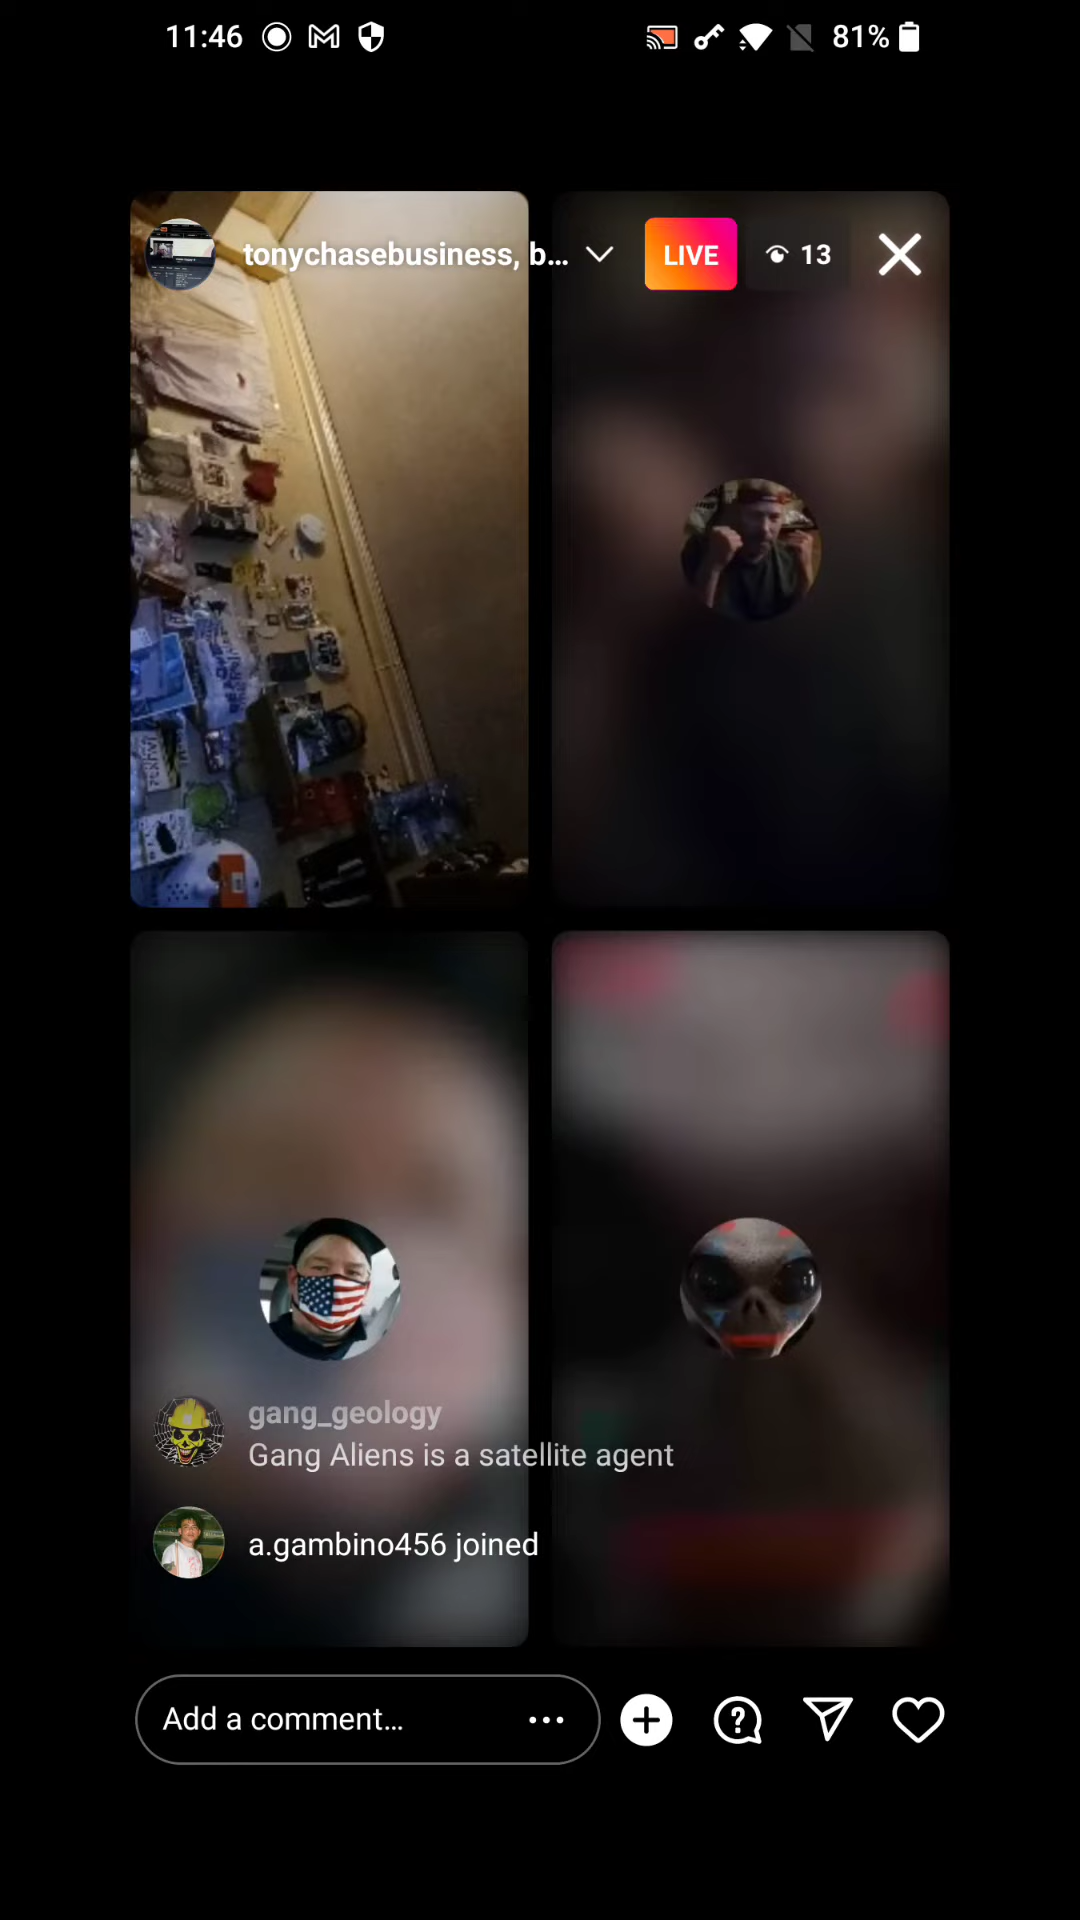 11:46
81%
tonychasebusiness, b...
LIVE
13
gang_geology
Gang Aliens is a satellite agent
a.gambino456 joined
Add a comment...